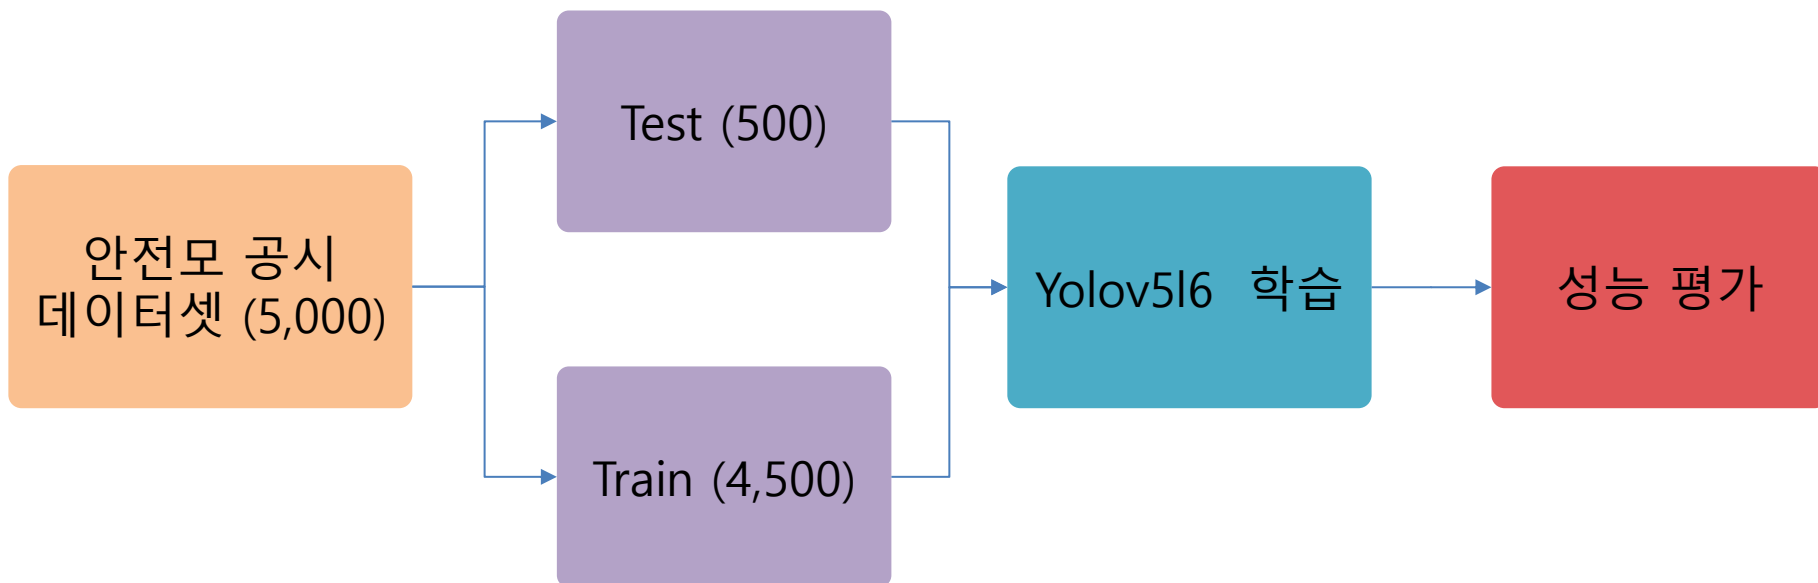 안전모 공시
데이터셋 (5,000)
Test (500)
Train (4,500)
Yolov5l6 학습
성능 평가